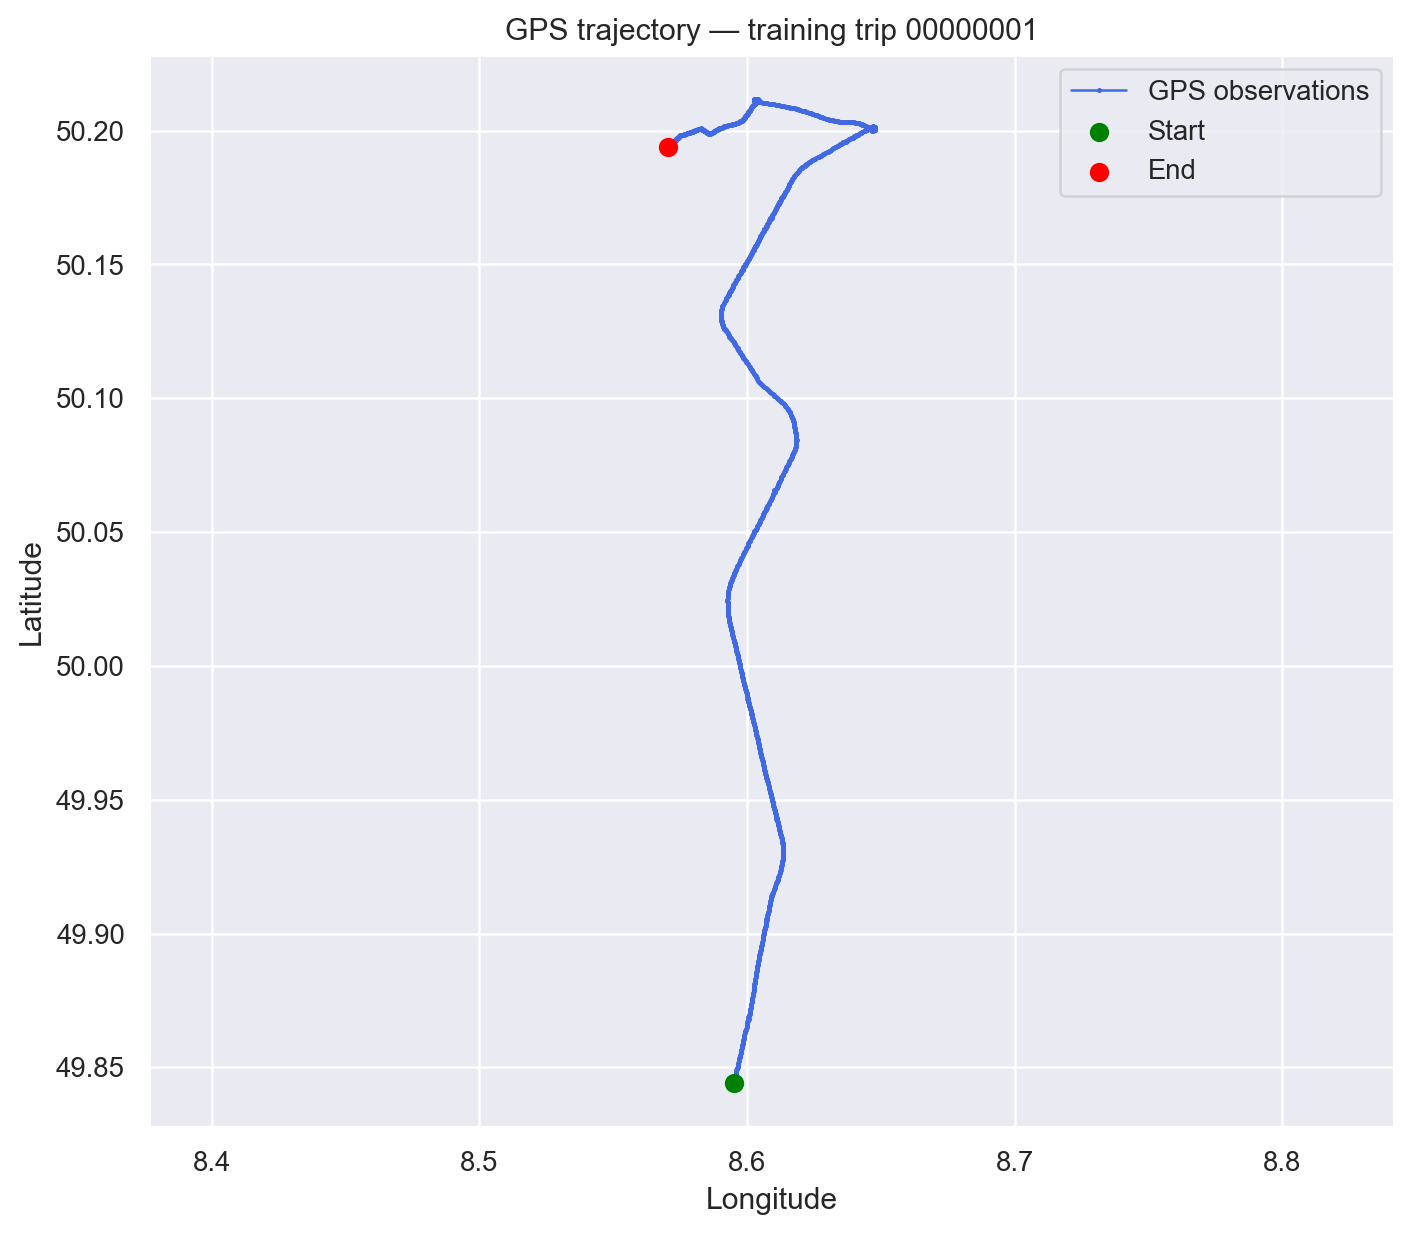 GPS trajectory — training trip 00000001
GPS observations
Start
End
50.20
50.15
50.10
50.05
50.00
49.95
49.90
49.85
Latitude
8.4 8.5 8.6 8.7 8.8
Longitude